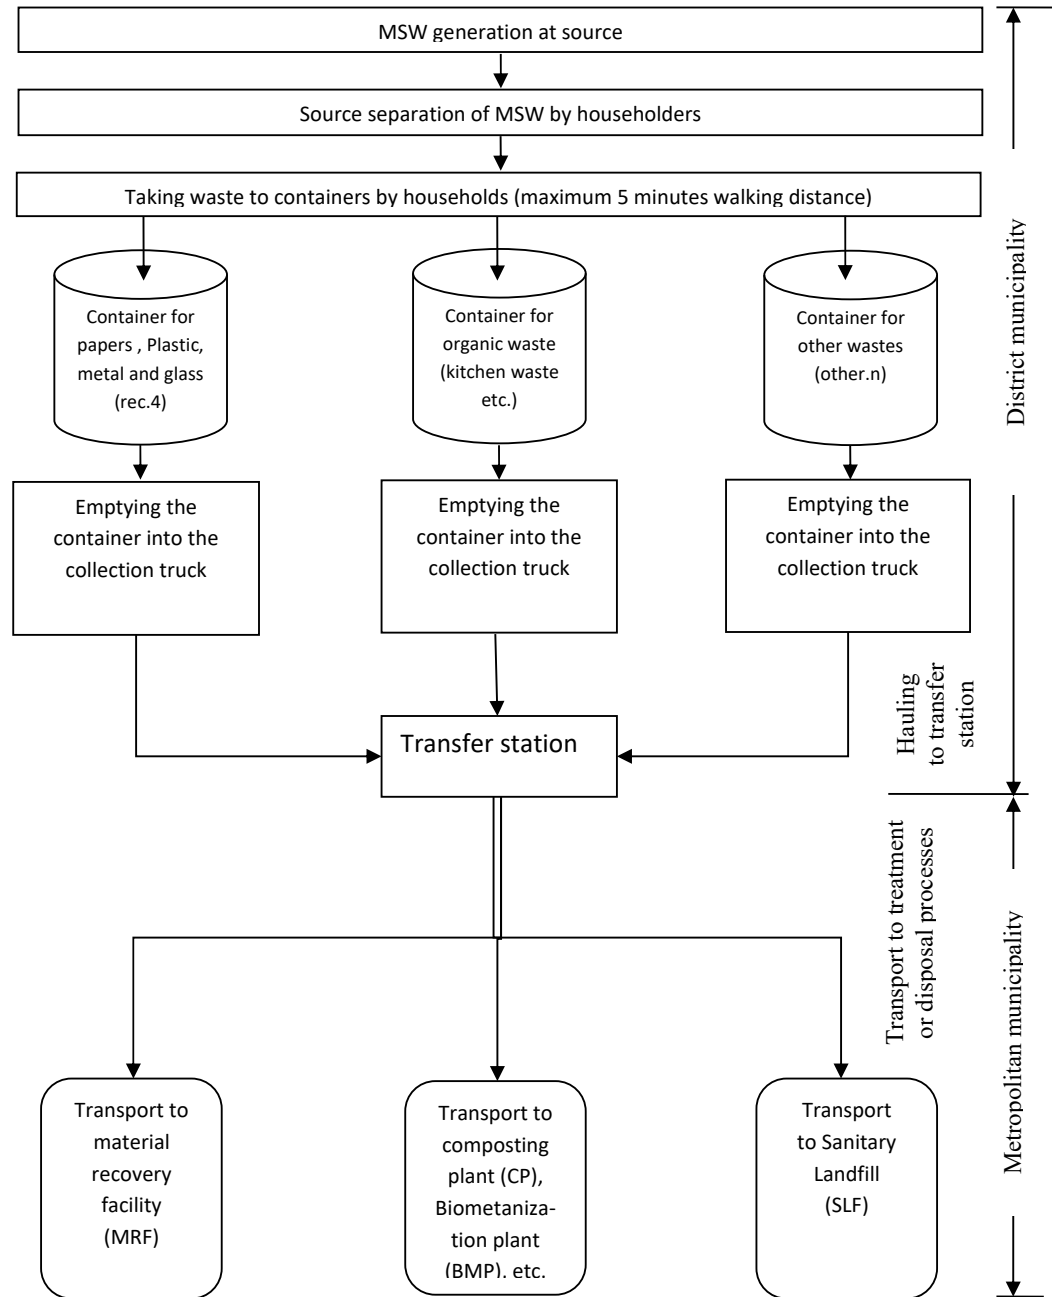 MSW generation at source
Source separation of MSW by householders
Taking waste to containers by households (maximum 5 minutes walking distance)
Container for
papers , Plastic,
metal and glass
(rec.4)
Container for
organic waste
(kitchen waste
etc.)
Container for
other wastes
(other.n)
Emptying the
container into the
collection truck
Emptying the
container into the
collection truck
Emptying the
container into the
collection truck
Transfer station
Transport to
material
recovery
facility
(MRF)
Transport to
composting
plant (CP),
Biometaniza-
tion plant
(BMP). etc.
Transport
to Sanitary
Landfill
(SLF)
District municipality
Hauling
to transfer
station
Transport to treatment
or disposal processes
Metropolitan municipality